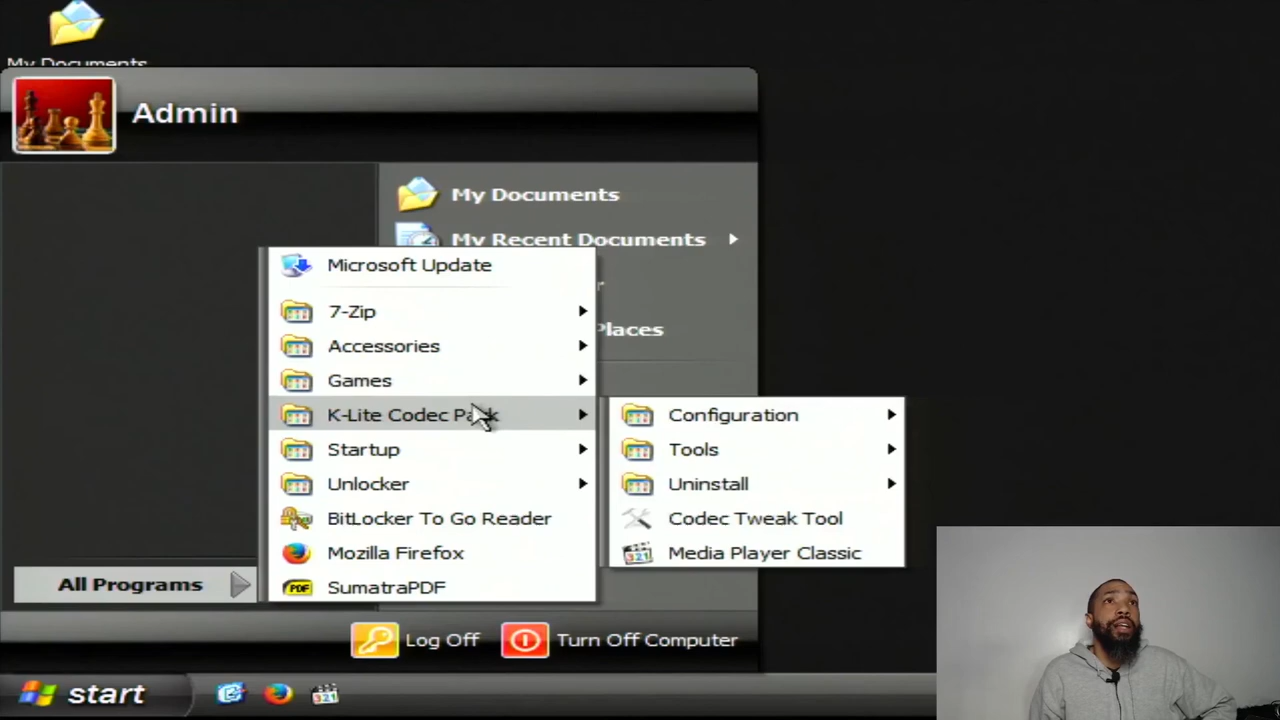 My Documents
Admin
My Documents
My Recent Documents
Places
Microsoft Update
7-Zip
Accessories
Games
K-Lite Codec Pack
Startup
Unlocker
BitLocker To Go Reader
Mozilla Firefox
PDF
SumatraPDF
Configuration
Tools
Uninstall
Codec Tweak Tool
321
Media Player Classic
All Programs
Log Off
Turn Off Computer
start
321